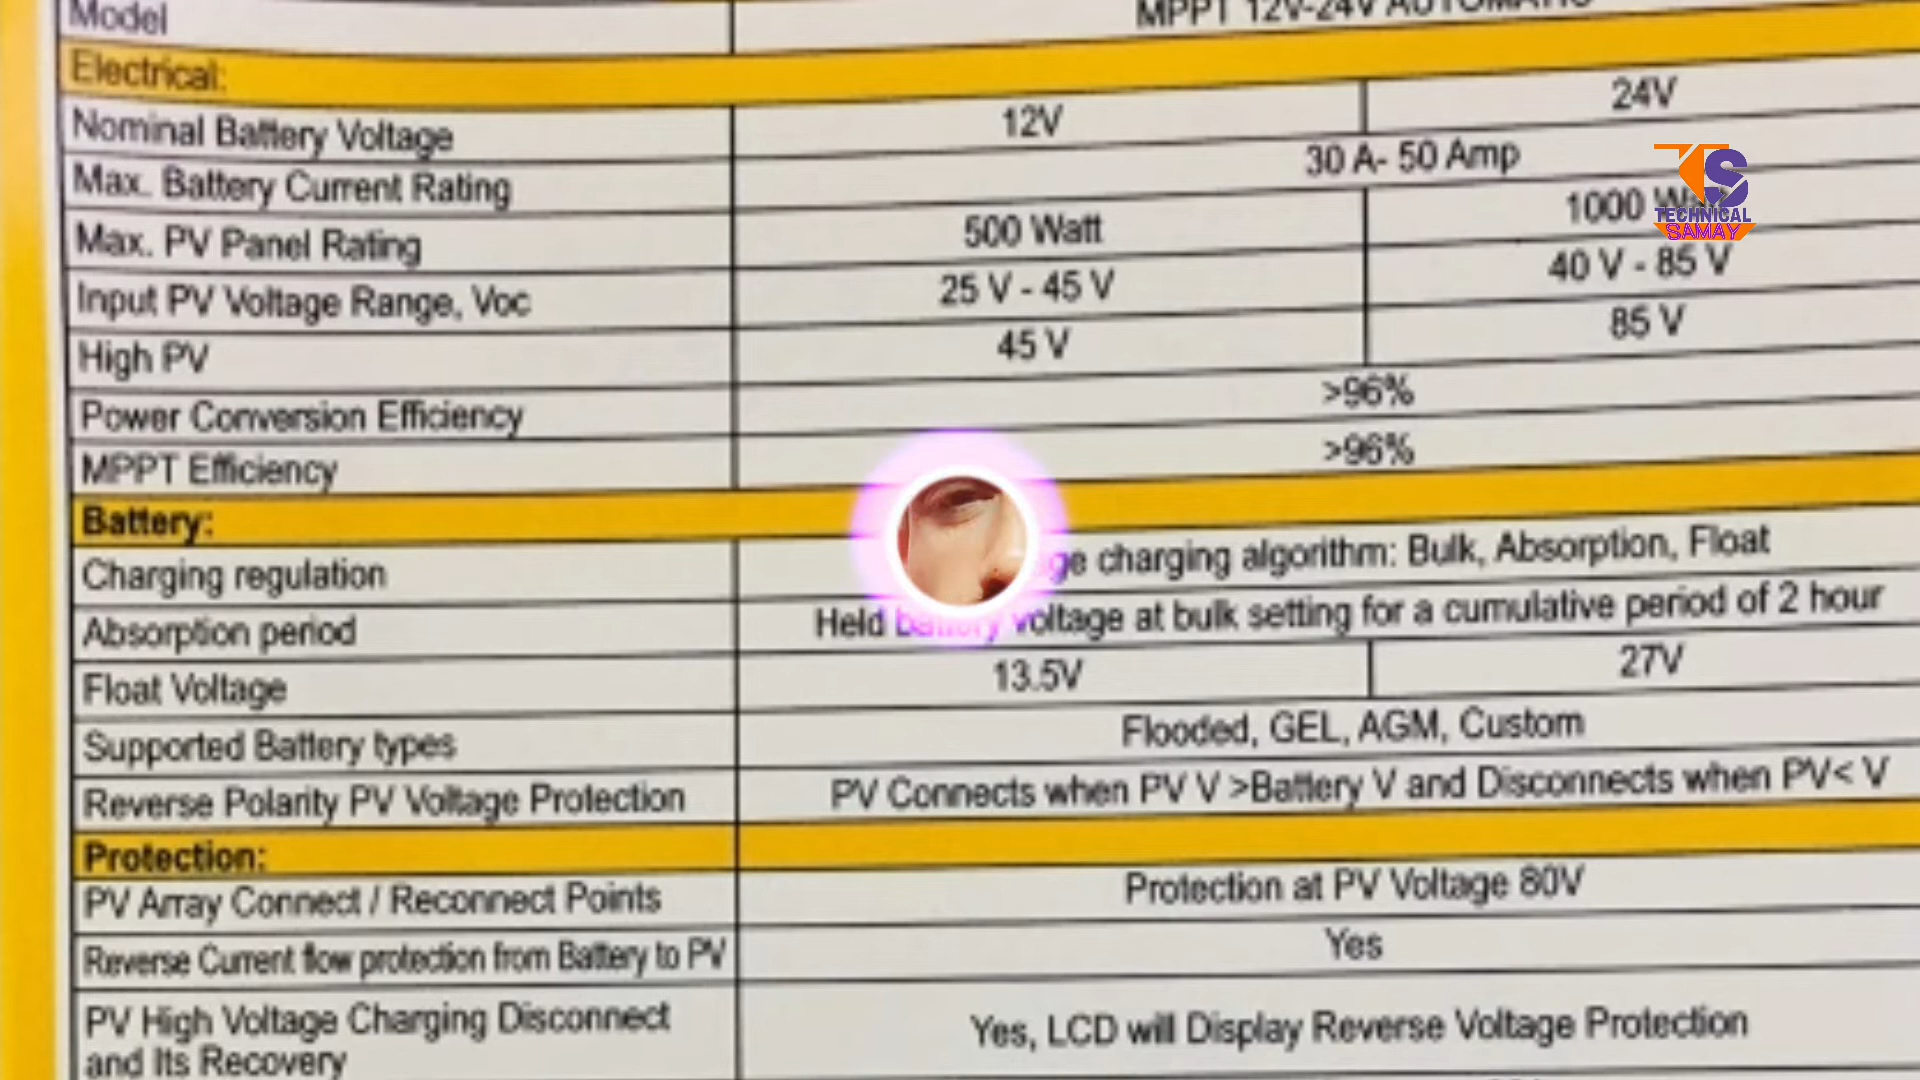 Model MPPT 12V-24V AUTOMATIC
Electrical:
Nominal Battery Voltage 12V 24V
Max. Battery Current Rating 30 A- 50 Amp
Max. PV Panel Rating 500 Watt 1000 Watt
TECHNICAL
SAMAY
Input PV Voltage Range, Voc 25 V - 45 V 40 V - 85 V
High PV 45 V 85 V
Power Conversion Efficiency >96%
MPPT Efficiency >96%
Battery:
Charging regulation charging algorithm: Bulk, Absorption, Float
Absorption period Held battery voltage at bulk setting for a cumulative period of 2 hour
Float Voltage 13.5V 27V
Supported Battery types Flooded, GEL, AGM, Custom
Reverse Polarity PV Voltage Protection PV Connects when PV V >Battery V and Disconnects when PV< V
Protection:
PV Array Connect / Reconnect Points Protection at PV Voltage 80V
Reverse Current flow protection from Battery to PV Yes
PV High Voltage Charging Disconnect
and Its Recovery Yes, LCD will Display Reverse Voltage Protection